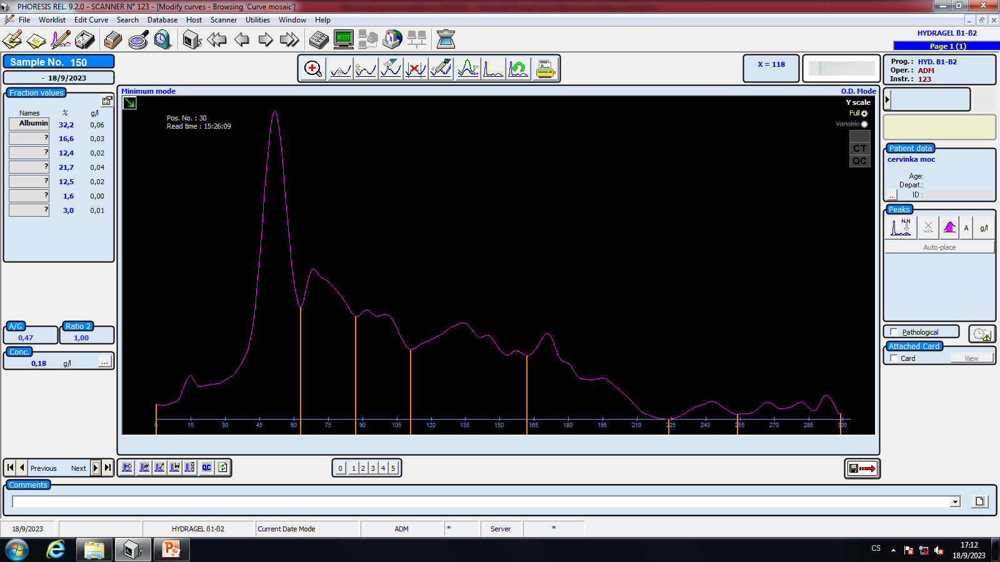 PHORESIS REL. 9.2.0 - SCANNER N° 123 - [Modify curves - Browsing 'Curve mosaic']
File Worklist Edit Curve Search Database Host Scanner Utilities Window Help
HOST
HYDRAGEL ß1-ß2
Page 1 (1)
Sample No. 150
- 18/9/2023
X = 118
Prog.: HYD. B1-B2
Oper.: ADM
Instr.: 123
Fraction values
Names % g/l
Albumin 32,2 0,06
? 16,6 0,03
? 12,4 0,02
? 21,7 0,04
? 12,5 0,02
? 1,6 0,00
? 3,0 0,01
A/G
0,47
Ratio 2
1,00
Conc.
0,18 g/l ...
Minimum mode
O.D. Mode
Pos. No. : 30
Read time : 15:26:09
Y scale
Full
Variable
CT
QC
0 15 30 45 60 75 90 105 120 135 150 165 180 195 210 225 240 255 270 285 300
Patient data
cervinka moc
Age:
Depart.:
.. ID :
Peaks
N.N
A g/l
Auto-place
Pathological
Attached Card
Card View
Previous Next
QC
0 1 2 3 4 5
Comments
18/9/2023 HYDRAGEL ß1-ß2 Current Date Mode ADM * Server *
CS
17:12
18/9/2023